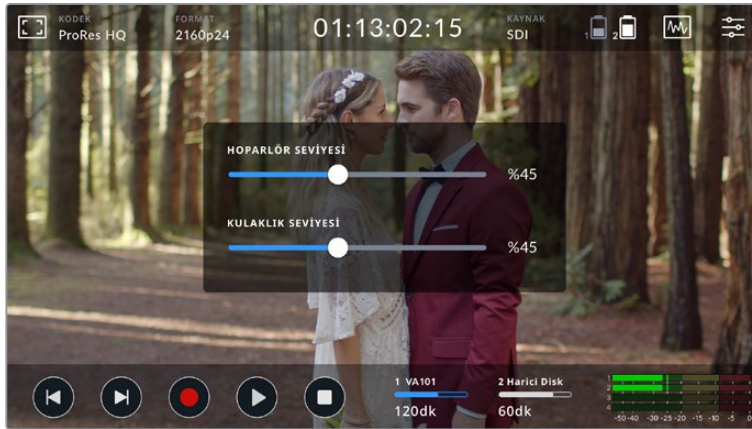 KODEK
ProRes HQ
FORMAT
2160p24
01:13:02:15
KAYNAK
SDI
1
2
HOPARLÖR SEVİYESİ
%45
KULAKLIK SEVİYESİ
%45
1 VA101
120dk
2 Harici Disk
60dk
1
2
3
4
-50 -40 -30 -25 -20 -15 -10 -5 0